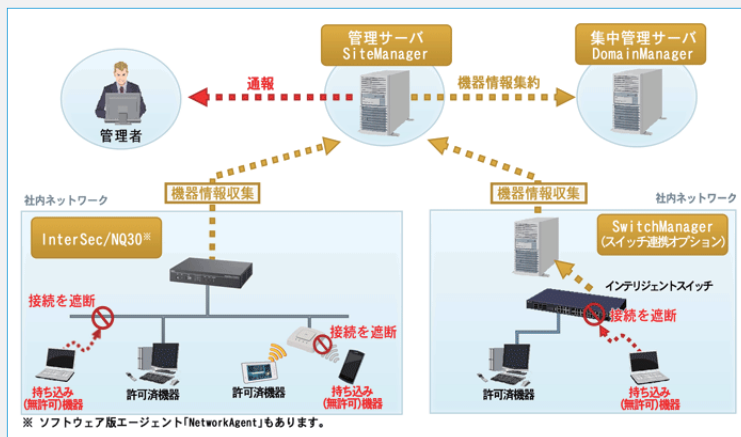 管理サーバ
SiteManager
集中管理サーバ
DomainManager
通報
機器情報集約
管理者
機器情報収集
機器情報収集
社内ネットワーク
社内ネットワーク
InterSec/NQ30※
SwitchManager
(スイッチ連携オプション)
インテリジェントスイッチ
接続を遮断
接続を遮断
接続を遮断
持ち込み
(無許可)機器
許可済機器
許可済機器
持ち込み
(無許可)機器
許可済機器
持ち込み
(無許可)機器
※ ソフトウェア版エージェント「NetworkAgent」もあります。